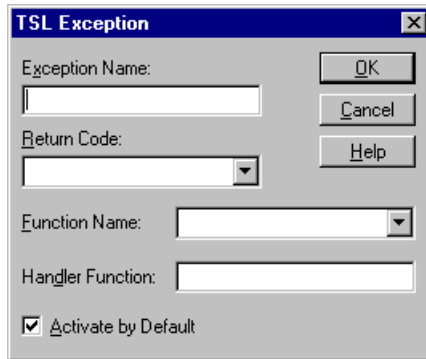 TSL Exception
Exception Name:
OK
Cancel
Return Code:
Help
Function Name:
Handler Function:
Activate by Default